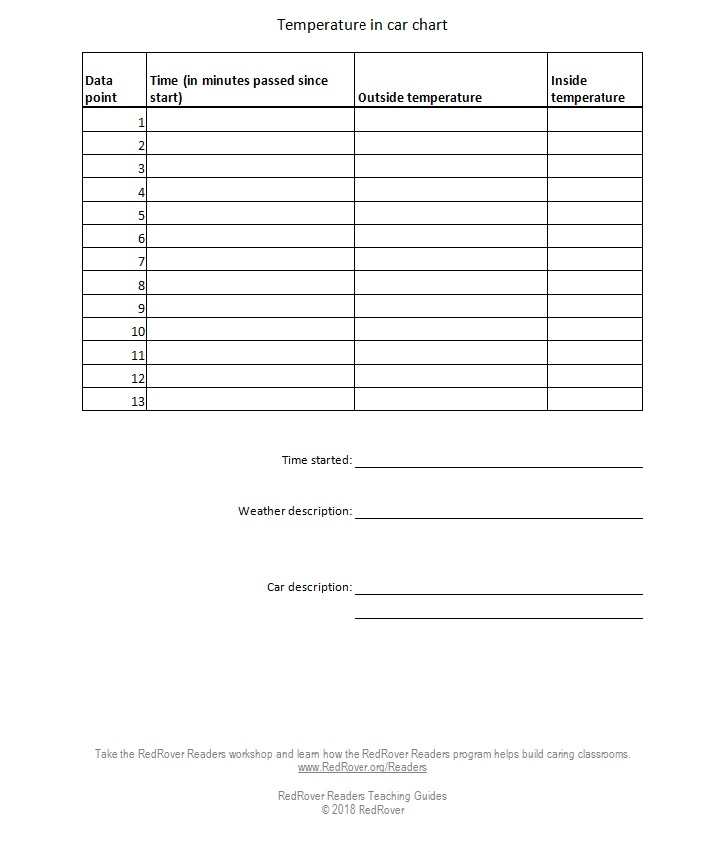 Temperature in car chart
Data point
Time (in minutes passed since start)
Outside temperature
Inside temperature
1
2
3
4
5
6
7
8
9
10
11
12
13
Time started:
Weather description:
Car description:
Take the RedRover Readers workshop and learn how the RedRover Readers program helps build caring classrooms.
www.RedRover.org/Readers
RedRover Readers Teaching Guides
© 2018 RedRover